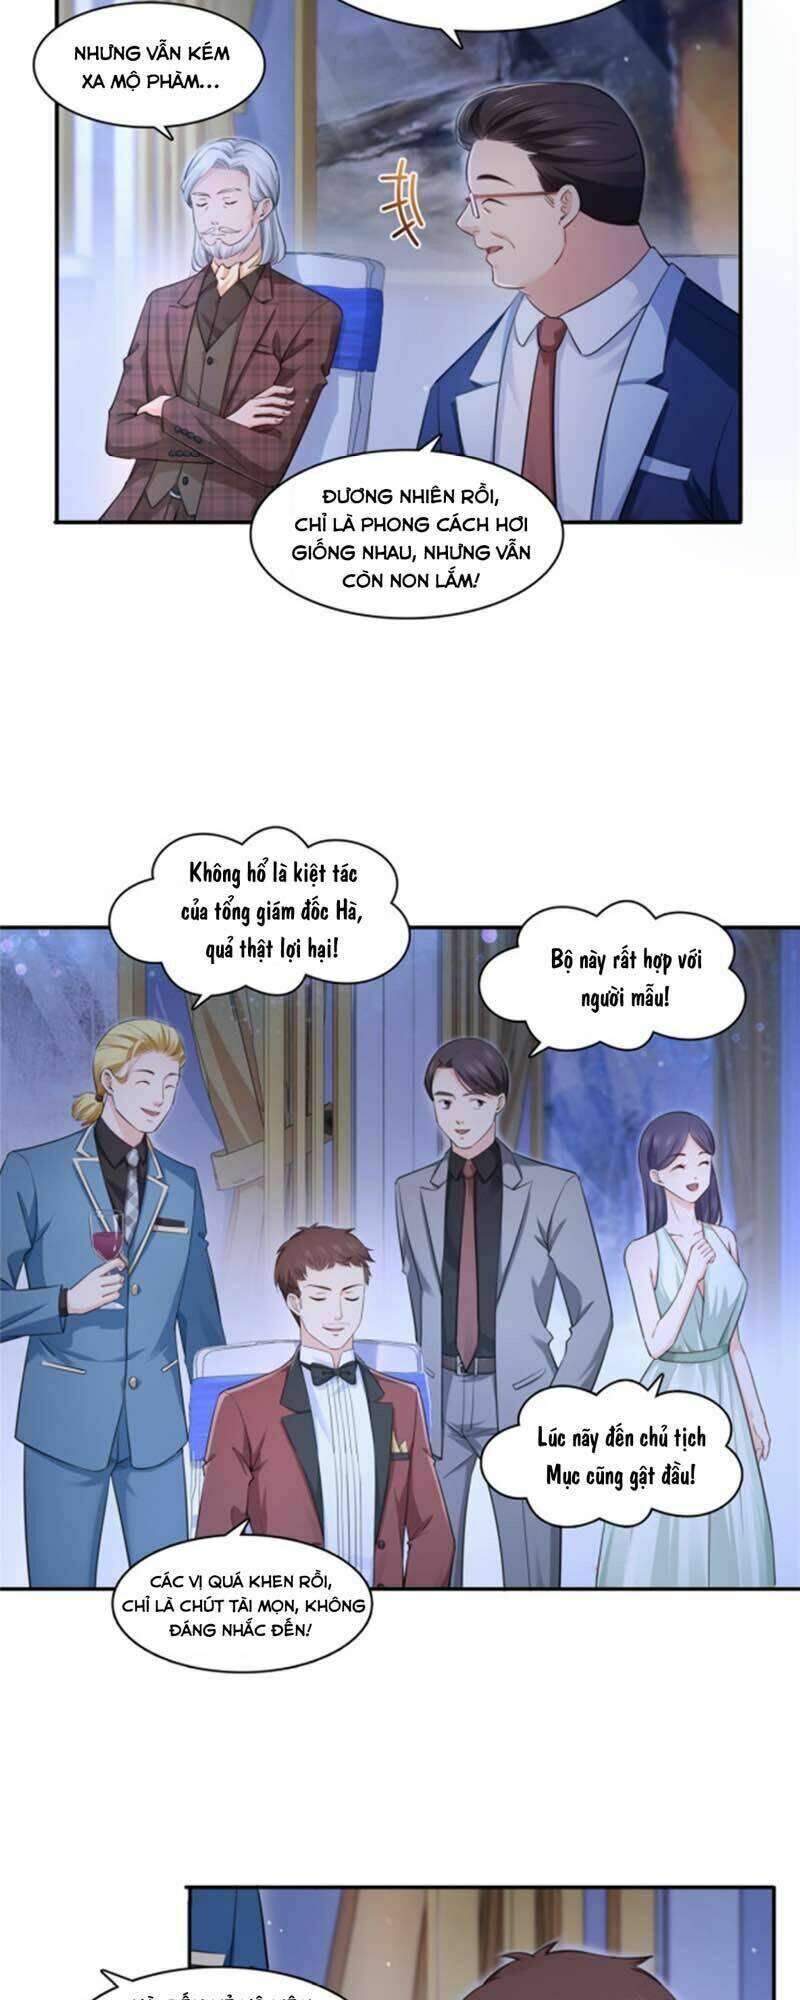 NHƯNG VẪN KÉM
XA MỘ PHÀM...
ĐƯƠNG NHIÊN RỒI,
CHỈ LÀ PHONG CÁCH HƠI
GIỐNG NHAU, NHƯNG VẪN
CÒN NON LẮM!
Không hổ là kiệt tác
của tổng giám đốc Hà,
quả thật lợi hại!
Bộ này rất hợp với
người mẫu!
Lúc nãy đến chủ tịch
Mục cũng gật đầu!
CÁC VỊ QUÁ KHEN RỒI,
CHỈ LÀ CHÚT TÀI MỌN, KHÔNG
ĐÁNG NHẮC ĐẾN!